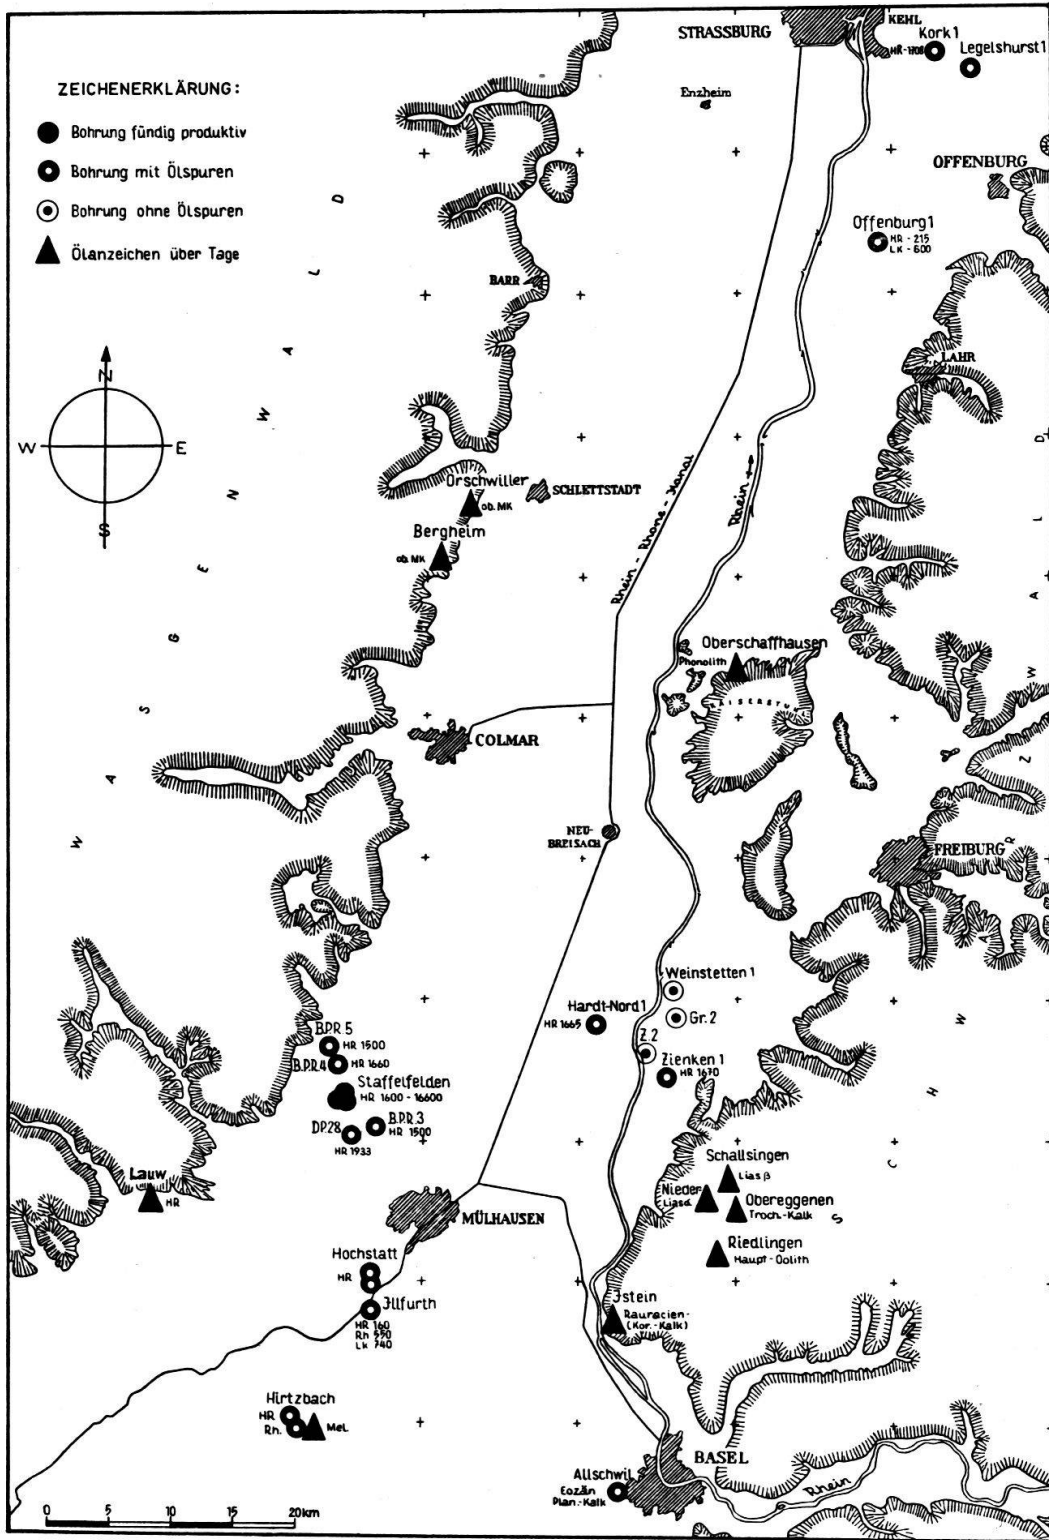 STRASSBURG
KEHL
Kork 1
HR-1708
Legelshurst 1
ZEICHENERKLÄRUNG:
Bohrung fündig produktiv
Bohrung mit Ölspuren
Bohrung ohne Ölspuren
Ölanzeichen über Tage
Enzheim
OFFENBURG
Offenburg 1
HR - 215
LK - 600
BARR
LAHR
N
W
E
S
WASGENWALD
SCHWARZWALD
Orschwiller
ob. MK
SCHLETTSTADT
Bergheim
ob. MK
Rhein - Rhone - Kanal
Rhein
Oberschaffhausen
Phonolith
KAISERSTUHL
COLMAR
NEU-
BREISACH
FREIBURG
Weinstetten 1
Hardt-Nord 1
HR 1665
Gr. 2
Z. 2
Zienken 1
HR 1670
B.P.R. 5
HR 1500
B.P.R. 4
HR 1660
Staffelfelden
HR 1600 - 16600
B.P.R. 3
HR 1500
DP. 28
HR 1933
Lauw
HR
Schallsingen
Lias β
Nieder
Obereggenen
Troch.-Kalk
Riedlingen
Haupt-Oolith
MÜLHAUSEN
Hochstatt
HR
Illfurth
HR 160
Rh 550
Lk 740
Istein
Rauracien-
(Kor.-Kalk)
Hirtzbach
HR
Rh.
Mel.
BASEL
Allschwil
Eozän
Plan.-Kalk
Rhein
0 5 10 15 20 km